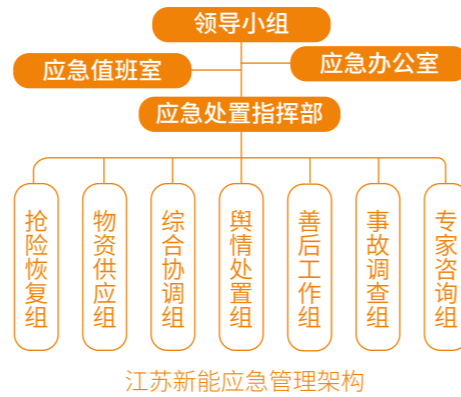 领导小组
应急值班室
应急办公室
应急处置指挥部
抢险恢复组
物资供应组
综合协调组
舆情处置组
善后工作组
事故调查组
专家咨询组
江苏新能应急管理架构